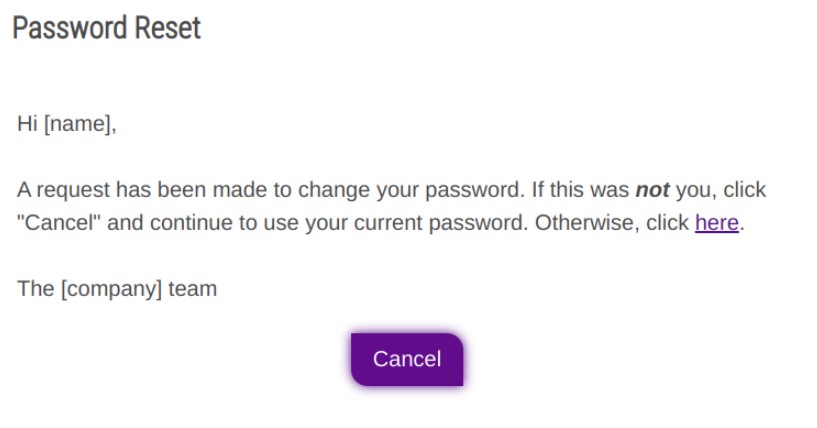 Password Reset
Hi [name],
A request has been made to change your password. If this was not you, click
"Cancel" and continue to use your current password. Otherwise, click here.
The [company] team
Cancel